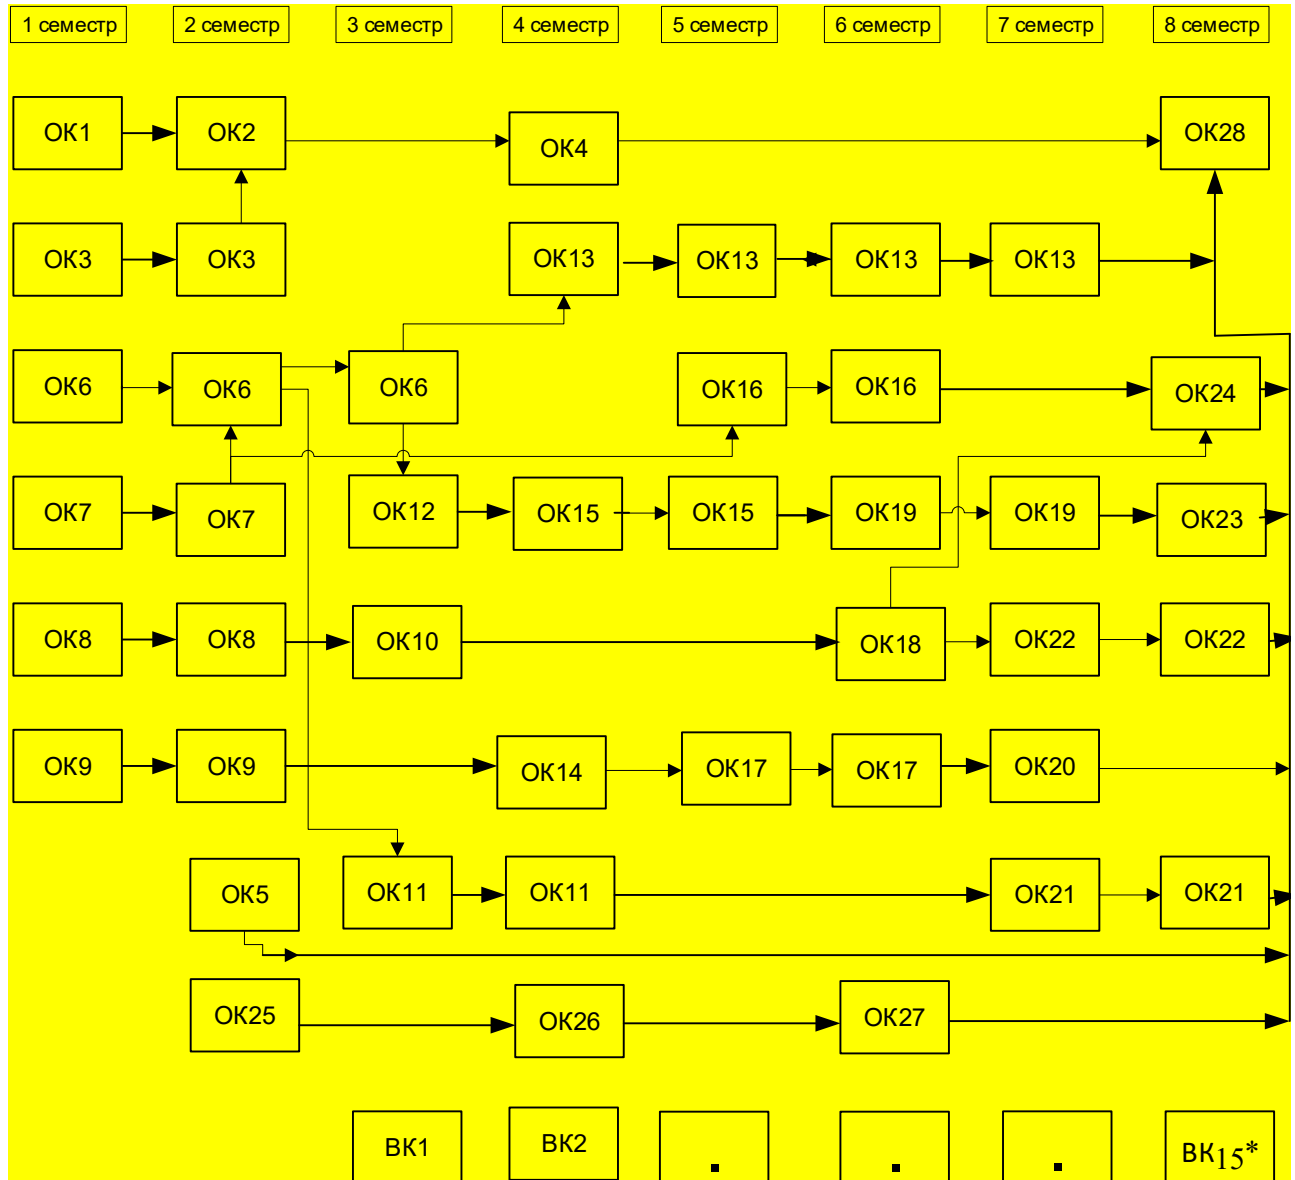 1 семестр 2 семестр 3 семестр 4 семестр 5 семестр 6 семестр 7 семестр 8 семестр
ОК1 ОК2 ОК4 ОК28
ОК3 ОК3 ОК13 ОК13 ОК13 ОК13
ОК6 ОК6 ОК6 ОК16 ОК16 ОК24
ОК7 ОК7 ОК12 ОК15 ОК15 ОК19 ОК19 ОК23
ОК8 ОК8 ОК10 ОК18 ОК22 ОК22
ОК9 ОК9 ОК14 ОК17 ОК17 ОК20
ОК5 ОК11 ОК11 ОК21 ОК21
ОК25 ОК26 ОК27
ВК1 ВК2 . . . ВК15*